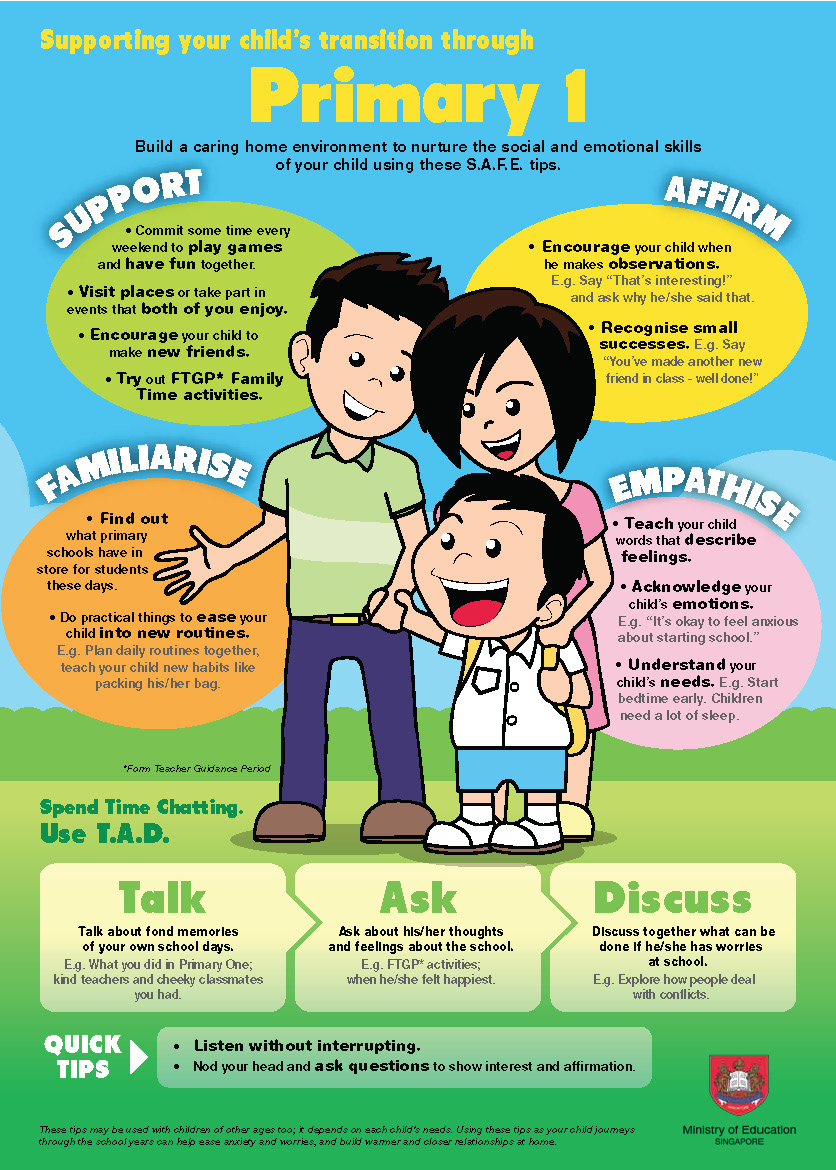 Supporting your child's transition through
Primary 1
Build a caring home environment to nurture the social and emotional skills
of your child using these S.A.F.E. tips.
SUPPORT
• Commit some time every
weekend to play games
and have fun together.
• Visit places or take part in
events that both of you enjoy.
• Encourage your child to
make new friends.
• Try out FTGP* Family
Time activities.
AFFIRM
• Encourage your child when
he makes observations.
E.g. Say “That's interesting!”
and ask why he/she said that.
• Recognise small
successes. E.g. Say
“You've made another new
friend in class - well done!”
FAMILIARISE
• Find out
what primary
schools have in
store for students
these days.
• Do practical things to ease your
child into new routines.
E.g. Plan daily routines together,
teach your child new habits like
packing his/her bag.
EMPATHISE
• Teach your child
words that describe
feelings.
• Acknowledge your
child's emotions.
E.g. “It's okay to feel anxious
about starting school.”
• Understand your
child's needs. E.g. Start
bedtime early. Children
need a lot of sleep.
*Form Teacher Guidance Period
Spend Time Chatting.
Use T.A.D.
Talk
Talk about fond memories
of your own school days.
E.g. What you did in Primary One;
kind teachers and cheeky classmates
you had.
Ask
Ask about his/her thoughts
and feelings about the school.
E.g. FTGP* activities;
when he/she felt happiest.
Discuss
Discuss together what can be
done if he/she has worries
at school.
E.g. Explore how people deal
with conflicts.
QUICK
TIPS
• Listen without interrupting.
• Nod your head and ask questions to show interest and affirmation.
These tips may be used with children of other ages too; it depends on each child's needs. Using these tips as your child journeys
through the school years can help ease anxiety and worries, and build warmer and closer relationships at home.
Ministry of Education
SINGAPORE